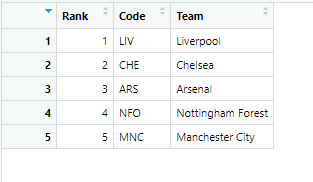 Rank Code Team
1 1 LIV Liverpool
2 2 CHE Chelsea
3 3 ARS Arsenal
4 4 NFO Nottingham Forest
5 5 MNC Manchester City